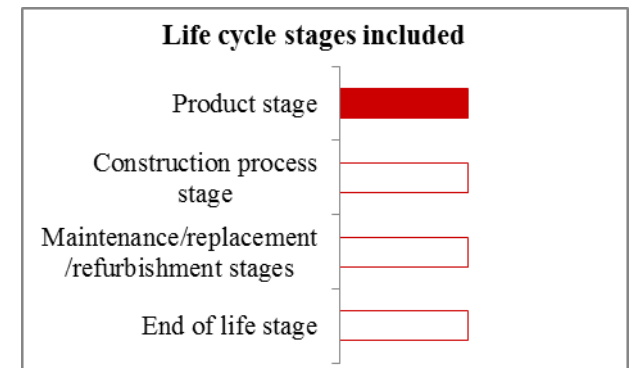 Life cycle stages included
Product stage
Construction process
stage
Maintenance/replacement
/refurbishment stages
End of life stage